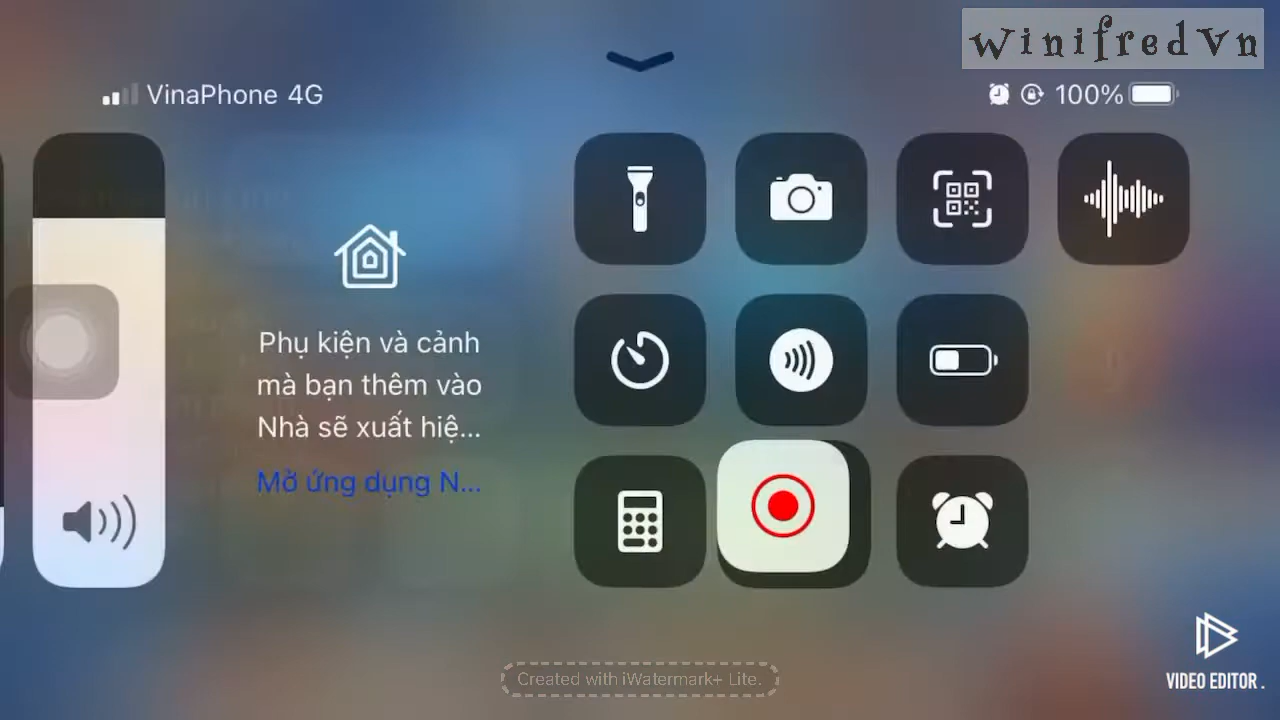 WinifredVn
VinaPhone 4G
100%
Phụ kiện và cảnh
mà bạn thêm vào
Nhà sẽ xuất hiệ...
Mở ứng dụng N...
VIDEO EDITOR .
Created with iWatermark+ Lite.